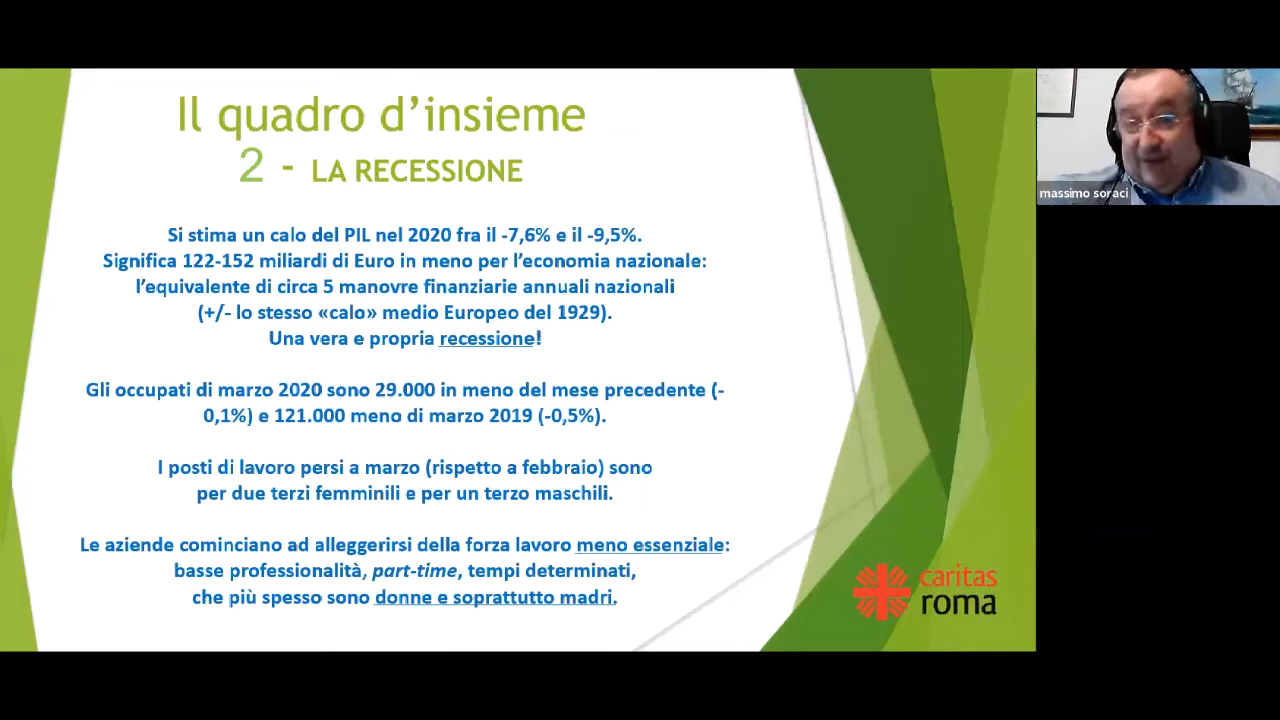 Il quadro d’insieme
2 - LA RECESSIONE
Si stima un calo del PIL nel 2020 fra il -7,6% e il -9,5%.
Significa 122-152 miliardi di Euro in meno per l’economia nazionale:
l’equivalente di circa 5 manovre finanziarie annuali nazionali
(+/- lo stesso «calo» medio Europeo del 1929).
Una vera e propria recessione!
Gli occupati di marzo 2020 sono 29.000 in meno del mese precedente (-
0,1%) e 121.000 meno di marzo 2019 (-0,5%).
I posti di lavoro persi a marzo (rispetto a febbraio) sono
per due terzi femminili e per un terzo maschili.
Le aziende cominciano ad alleggerirsi della forza lavoro meno essenziale:
basse professionalità, part-time, tempi determinati,
che più spesso sono donne e soprattutto madri.
caritas
roma
massimo soraci